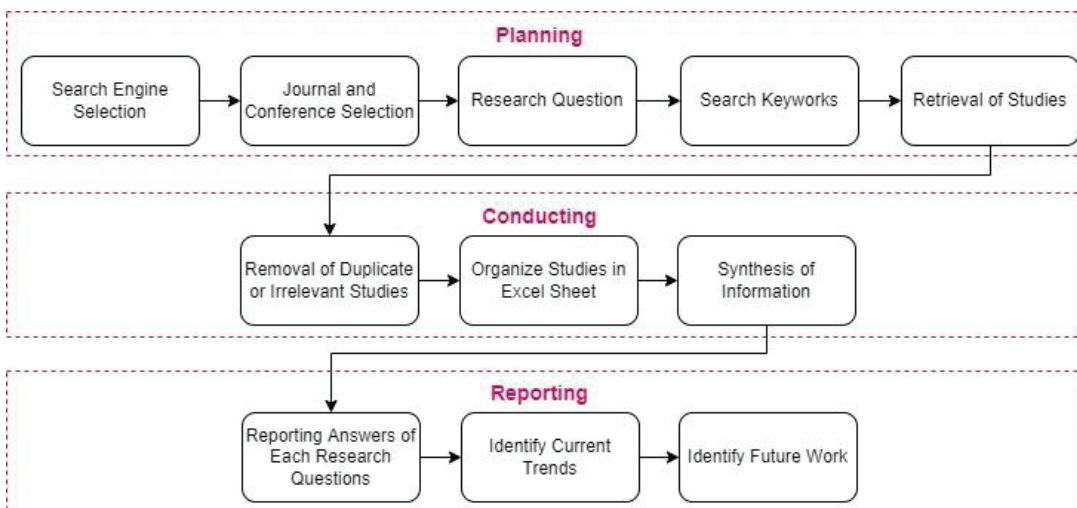 Planning
Search Engine
Selection
Journal and
Conference Selection
Research Question
Search Keyworks
Retrieval of Studies
Conducting
Removal of Duplicate
or Irrelevant Studies
Organize Studies in
Excel Sheet
Synthesis of
Information
Reporting
Reporting Answers of
Each Research
Questions
Identify Current
Trends
Identify Future Work